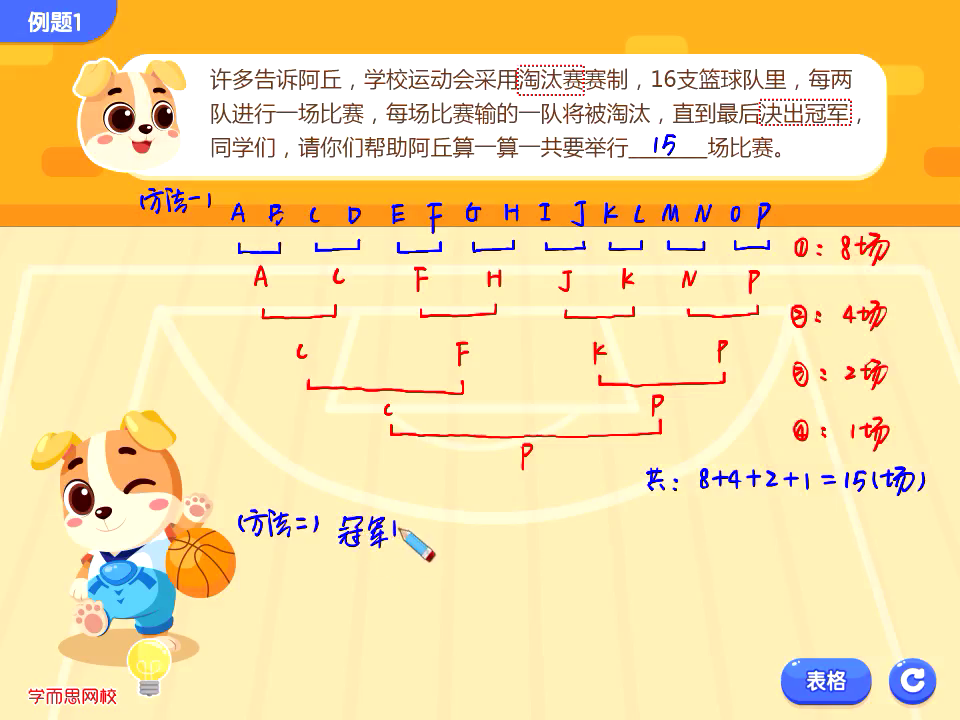 例题1
许多告诉阿丘，学校运动会采用淘汰赛赛制，16支篮球队里，每两
队进行一场比赛，每场比赛输的一队将被淘汰，直到最后决出冠军，
同学们，请你们帮助阿丘算一算一共要举行 15 场比赛。
(方法一)
A B C D E F G H I J K L M N O P
①：8场
A C F H J K N P
②：4场
C F K P
③：2场
C P
④：1场
P
共：8+4+2+1=15(场)
(方法二) 冠军1
学而思网校
表格